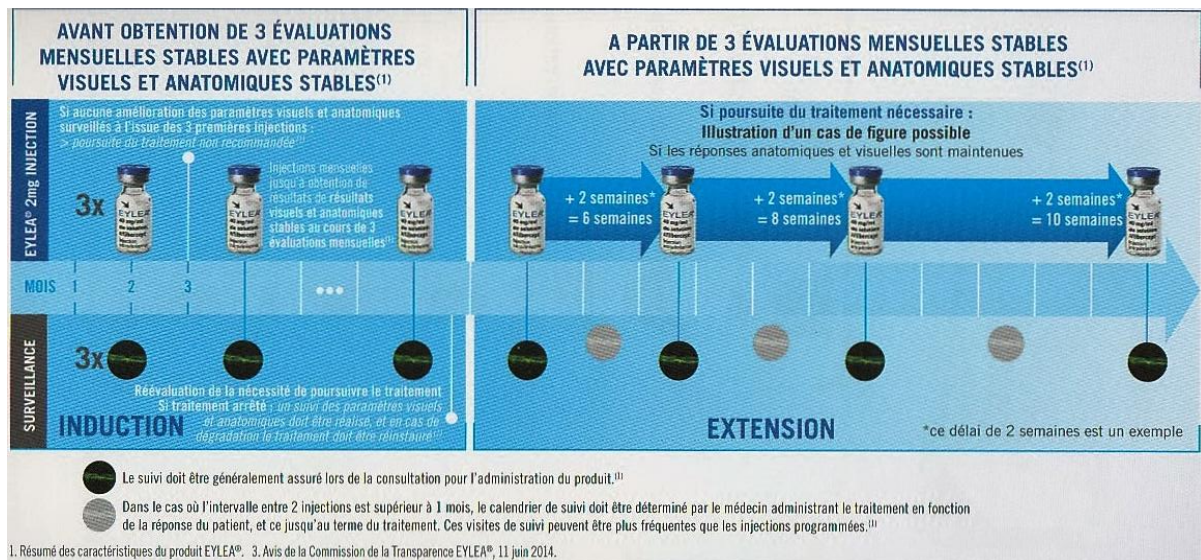 AVANT OBTENTION DE 3 ÉVALUATIONS
MENSUELLES STABLES AVEC PARAMÈTRES
VISUELS ET ANATOMIQUES STABLES(1)
A PARTIR DE 3 ÉVALUATIONS MENSUELLES STABLES
AVEC PARAMÈTRES VISUELS ET ANATOMIQUES STABLES(1)
EYLEA® 2mg INJECTION
Si aucune amélioration des paramètres visuels et anatomiques
surveillés à l'issue des 3 premières injections :
> poursuite du traitement non recommandée
3x
Injections mensuelles
jusqu'à obtention de
résultats de résultats
visuels et anatomiques
stables au cours de 3
évaluations mensuelles
Si poursuite du traitement nécessaire :
Illustration d'un cas de figure possible
Si les réponses anatomiques et visuelles sont maintenues
+ 2 semaines*
= 6 semaines
+ 2 semaines*
= 8 semaines
+ 2 semaines*
= 10 semaines
EYLEA
EYLEA
EYLEA
EYLEA
EYLEA
EYLEA
EYLEA
MOIS 1 2 3 ...
SURVEILLANCE
3x
Réévaluation de la nécessité de poursuivre le traitement
Si traitement arrêté : un suivi des paramètres visuels
et anatomiques doit être réalisé, et en cas de
dégradation le traitement doit être réinstauré
INDUCTION
EXTENSION
*ce délai de 2 semaines est un exemple
Le suivi doit être généralement assuré lors de la consultation pour l'administration du produit.(1)
Dans le cas où l'intervalle entre 2 injections est supérieur à 1 mois, le calendrier de suivi doit être déterminé par le médecin administrant le traitement en fonction
de la réponse du patient, et ce jusqu'au terme du traitement. Ces visites de suivi peuvent être plus fréquentes que les injections programmées.(1)
1. Résumé des caractéristiques du produit EYLEA®. 3. Avis de la Commission de la Transparence EYLEA®, 11 juin 2014.